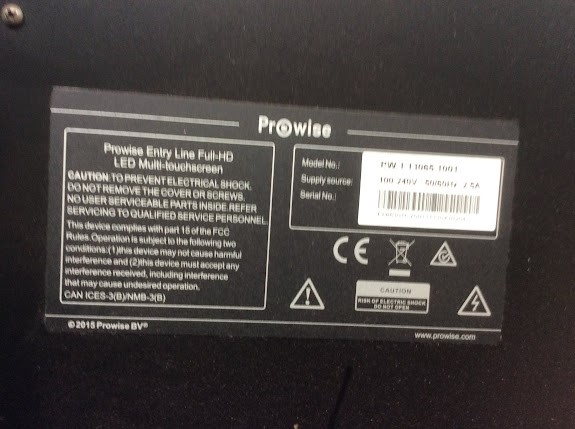 Prowise
Prowise Entry Line Full-HD
LED Multi-touchscreen
CAUTION: TO PREVENT ELECTRICAL SHOCK,
DO NOT REMOVE THE COVER OR SCREWS.
NO USER SERVICEABLE PARTS INSIDE.REFER
SERVICING TO QUALIFIED SERVICE PERSONNEL.
This device complies with part 15 of the FCC
Rules.Operation is subject to the following two
conditions:(1)this device may not cause harmful
interference and (2)this device must accept any
interference received, including interference
that may cause undesired operation.
CAN ICES-3(B)/NMB-3(B)
Model No.:
Supply source: 100-240V 50/60Hz 2.5A
Serial No.:
CE
CAUTION
RISK OF ELECTRIC SHOCK
DO NOT OPEN
©2015 Prowise BV®
www.prowise.com